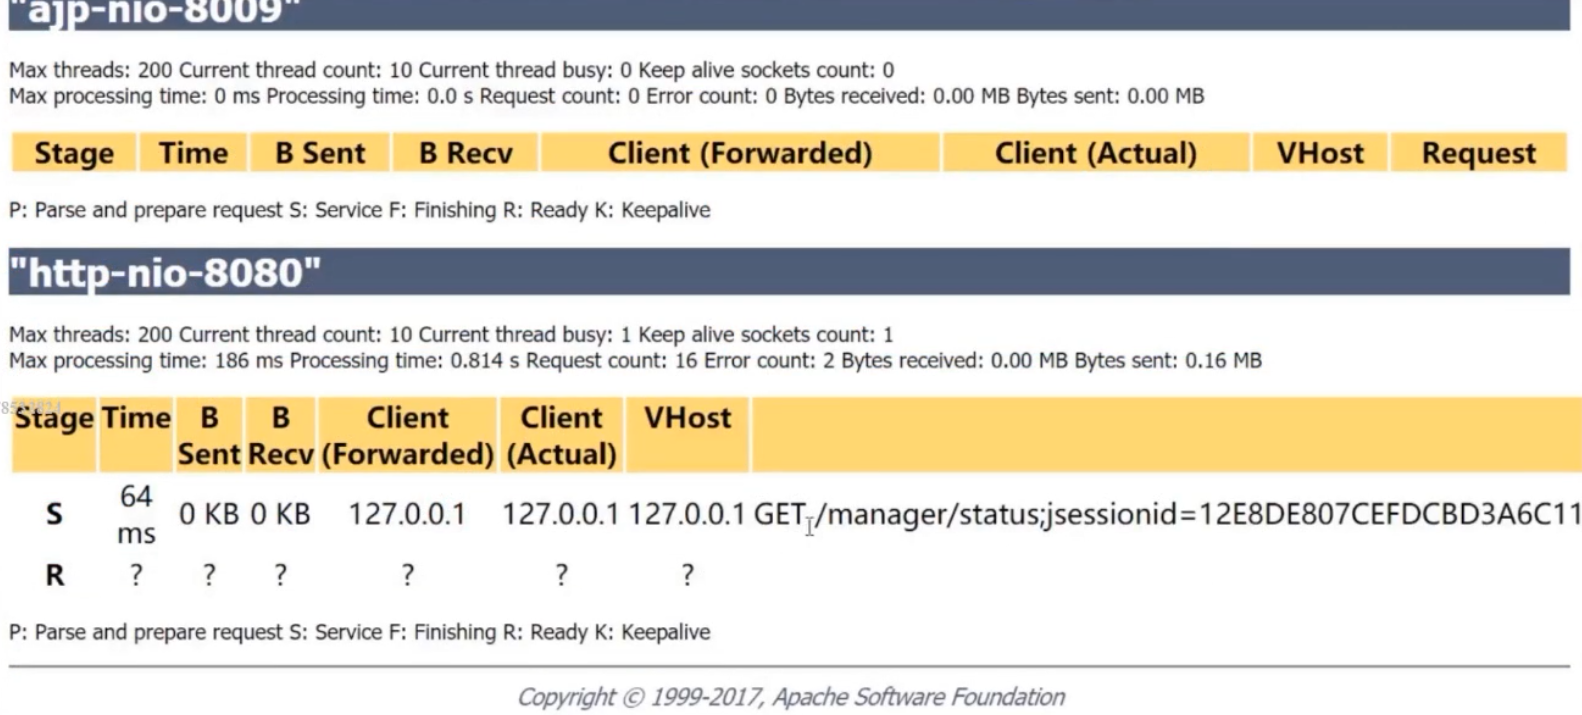 "ajp-nio-8009"
Max threads: 200 Current thread count: 10 Current thread busy: 0 Keep alive sockets count: 0
Max processing time: 0 ms Processing time: 0.0 s Request count: 0 Error count: 0 Bytes received: 0.00 MB Bytes sent: 0.00 MB
Stage Time B Sent B Recv Client (Forwarded) Client (Actual) VHost Request
P: Parse and prepare request S: Service F: Finishing R: Ready K: Keepalive
"http-nio-8080"
Max threads: 200 Current thread count: 10 Current thread busy: 1 Keep alive sockets count: 1
Max processing time: 186 ms Processing time: 0.814 s Request count: 16 Error count: 2 Bytes received: 0.00 MB Bytes sent: 0.16 MB
Stage Time B Sent B Recv Client (Forwarded) Client (Actual) VHost
S 64 ms 0 KB 0 KB 127.0.0.1 127.0.0.1 127.0.0.1 GET /manager/status;jsessionid=12E8DE807CEFDCBD3A6C11
R ? ? ? ? ? ?
P: Parse and prepare request S: Service F: Finishing R: Ready K: Keepalive
Copyright © 1999-2017, Apache Software Foundation